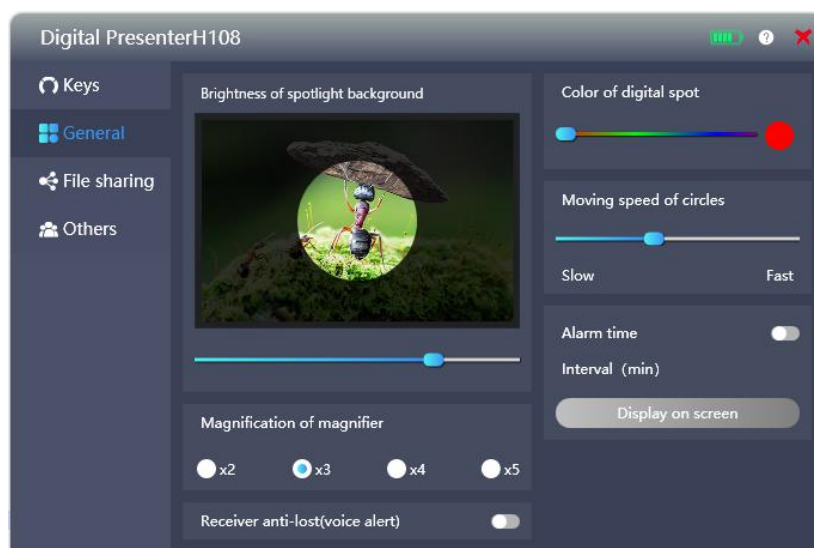 Digital PresenterH108
Keys
General
File sharing
Others
Brightness of spotlight background
Magnification of magnifier
x2 x3 x4 x5
Receiver anti-lost(voice alert)
Color of digital spot
Moving speed of circles
Slow Fast
Alarm time
Interval（min）
Display on screen